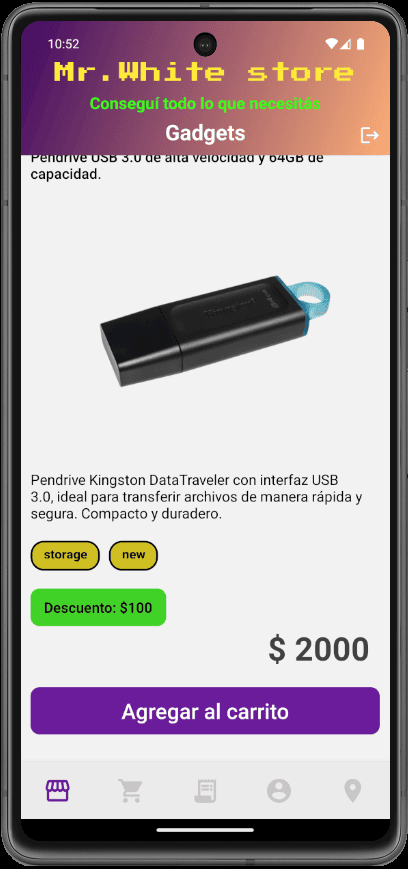 10:52
Mr.White store
Conseguí todo lo que necesitás
Gadgets
Pendrive USB 3.0 de alta velocidad y 64GB de
capacidad.
Pendrive Kingston DataTraveler con interfaz USB
3.0, ideal para transferir archivos de manera rápida y
segura. Compacto y duradero.
storage
new
Descuento: $100
$ 2000
Agregar al carrito